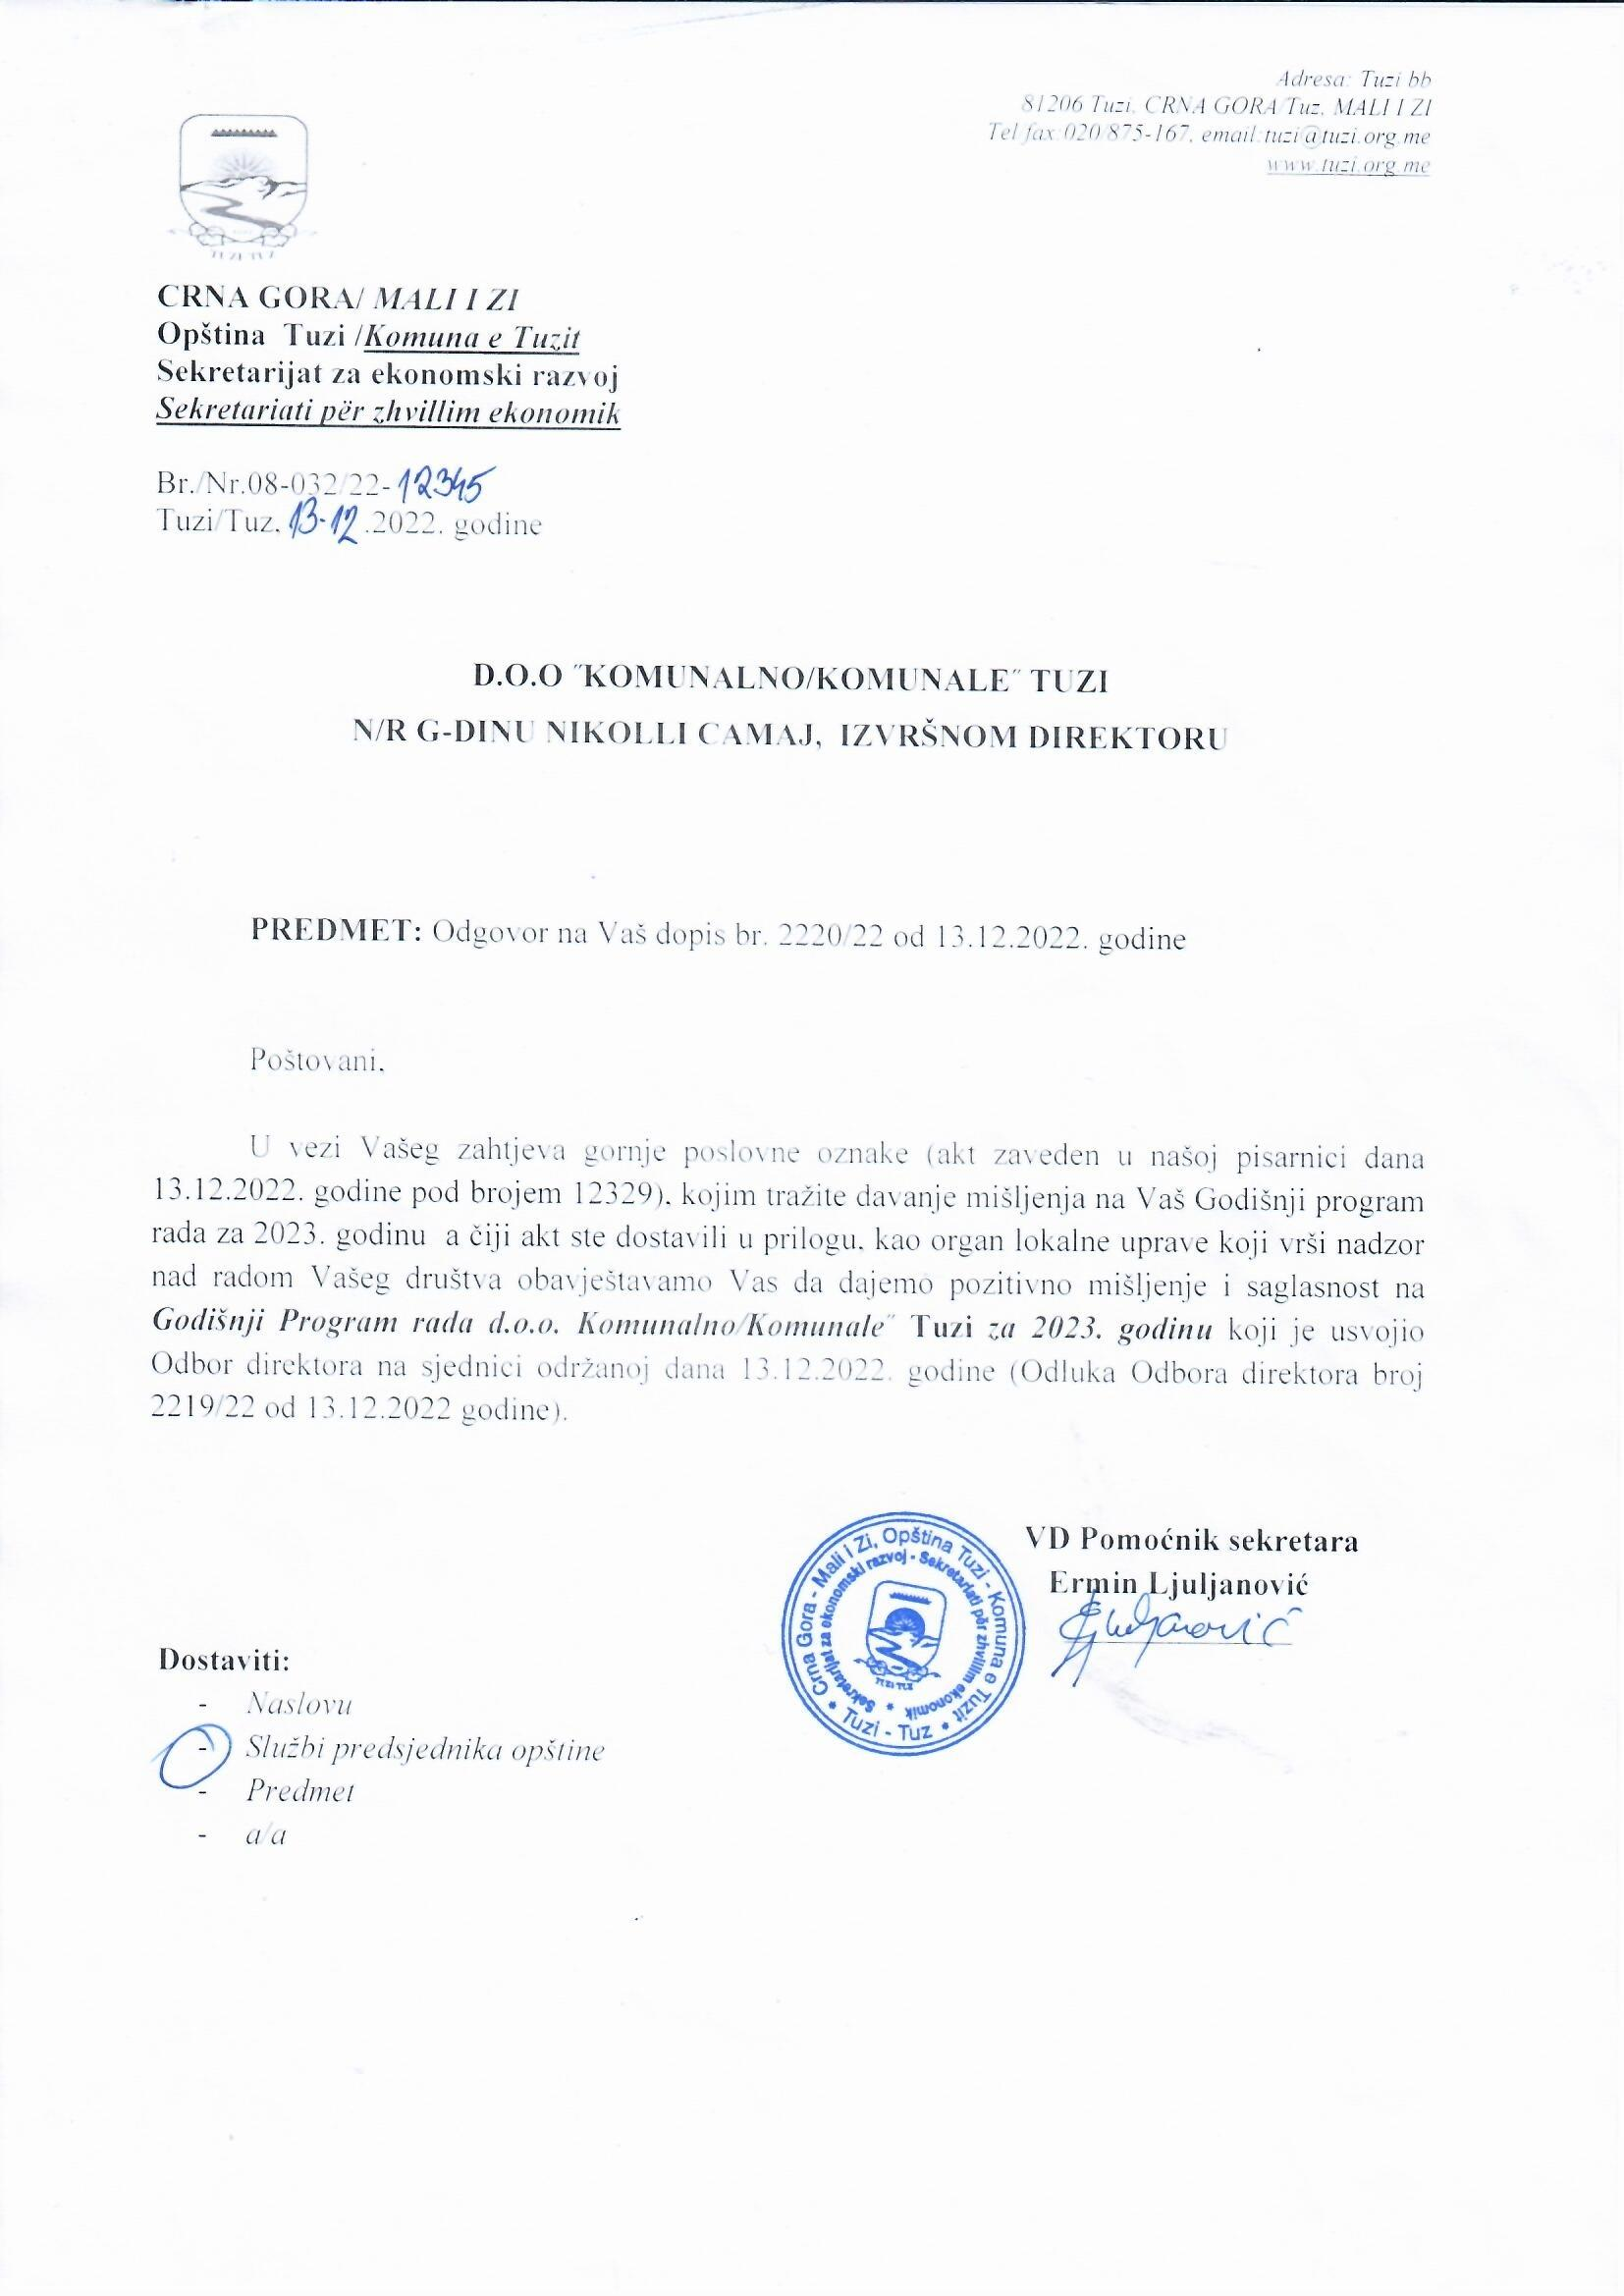 Adresa: Tuzi bb
81206 Tuzi, CRNA GORA/Tuz, MALI I ZI
Tel/fax:020/875-167, email:tuzi@tuzi.org.me
www.tuzi.org.me
TUZI TUZ
CRNA GORA/ MALI I ZI
Opština Tuzi /Komuna e Tuzit
Sekretarijat za ekonomski razvoj
Sekretariati për zhvillim ekonomik
Br./Nr.08-032/22-12345
Tuzi/Tuz, 13-12.2022. godine
D.O.O ˝KOMUNALNO/KOMUNALE˝ TUZI
N/R G-DINU NIKOLLI CAMAJ, IZVRŠNOM DIREKTORU
PREDMET: Odgovor na Vaš dopis br. 2220/22 od 13.12.2022. godine
Poštovani,
U vezi Vašeg zahtjeva gornje poslovne oznake (akt zaveden u našoj pisarnici dana
13.12.2022. godine pod brojem 12329), kojim tražite davanje mišljenja na Vaš Godišnji program
rada za 2023. godinu a čiji akt ste dostavili u prilogu, kao organ lokalne uprave koji vrši nadzor
nad radom Vašeg društva obavještavamo Vas da dajemo pozitivno mišljenje i saglasnost na
Godišnji Program rada d.o.o. Komunalno/Komunale˝ Tuzi za 2023. godinu koji je usvojio
Odbor direktora na sjednici održanoj dana 13.12.2022. godine (Odluka Odbora direktora broj
2219/22 od 13.12.2022 godine).
VD Pomoćnik sekretara
Ermin Ljuljanović
Crna Gora - Mali i Zi, Opština Tuzi - Komuna e Tuzit
Sekretarijat za ekonomski razvoj - Sekretariati për zhvillim ekonomik
TUZI TUZ
Tuzi - Tuz
Dostaviti:
- Naslovu
- Službi predsjednika opštine
- Predmet
- a/a